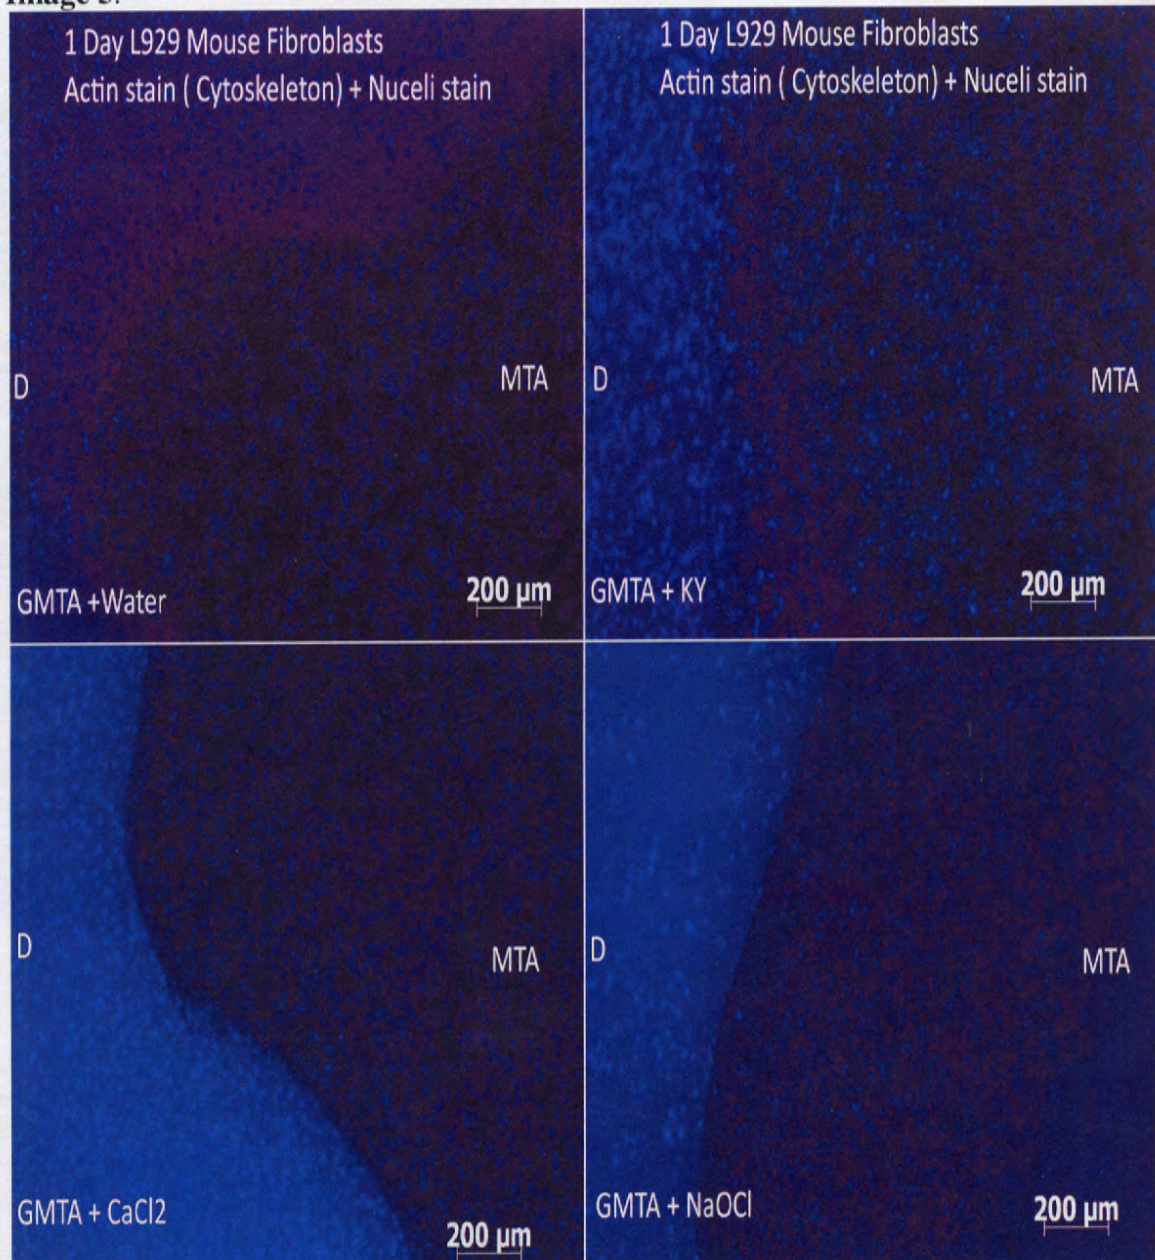 Image 3.
1 Day L929 Mouse Fibroblasts
Actin stain ( Cytoskeleton) + Nuceli stain
D
MTA
GMTA +Water
200 µm
1 Day L929 Mouse Fibroblasts
Actin stain ( Cytoskeleton) + Nuceli stain
D
MTA
GMTA + KY
200 µm
D
MTA
GMTA + CaCl2
200 µm
D
MTA
GMTA + NaOCl
200 µm